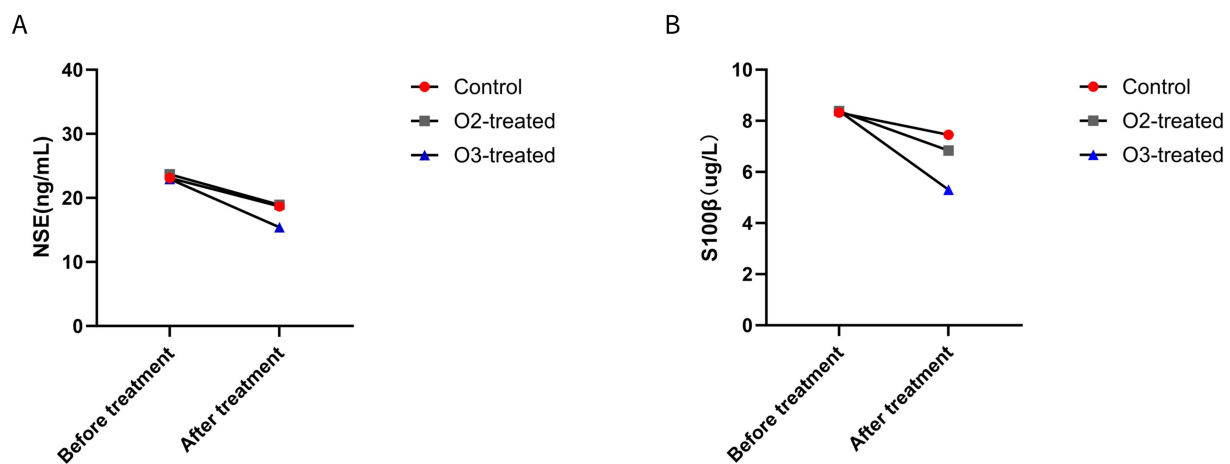 A
NSE(ng/mL)
40
30
20
10
0
Before treatment
After treatment
Control
O2-treated
O3-treated
B
S100β（ug/L）
10
8
6
4
2
0
Before treatment
After treatment
Control
O2-treated
O3-treated